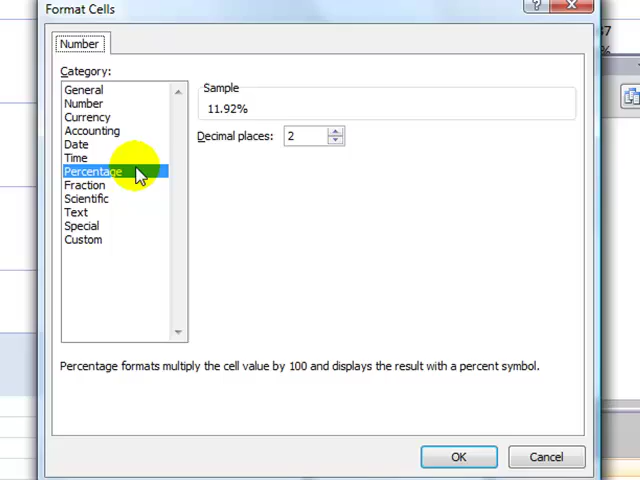 Format Cells
Number
Category:
General
Number
Currency
Accounting
Date
Time
Percentage
Fraction
Scientific
Text
Special
Custom
Sample
11.92%
Decimal places: 2
Percentage formats multiply the cell value by 100 and displays the result with a percent symbol.
OK
Cancel